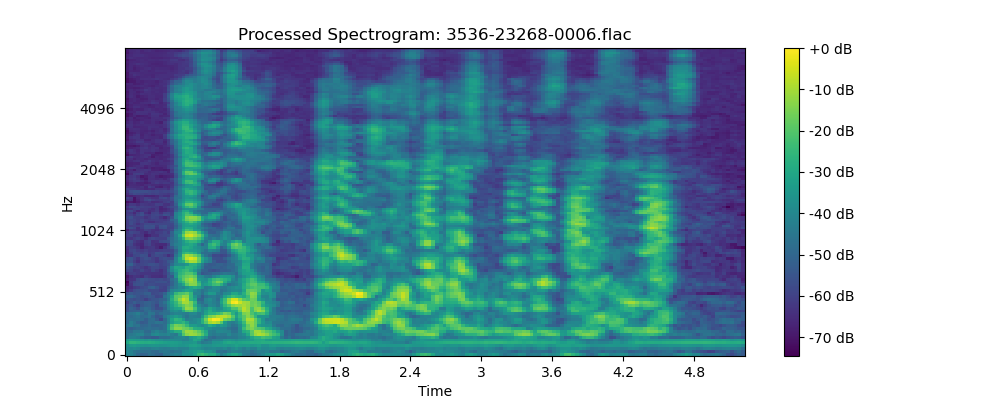 Processed Spectrogram: 3536-23268-0006.flac
Hz
4096
2048
1024
512
0
0 0.6 1.2 1.8 2.4 3 3.6 4.2 4.8
Time
+0 dB
-10 dB
-20 dB
-30 dB
-40 dB
-50 dB
-60 dB
-70 dB